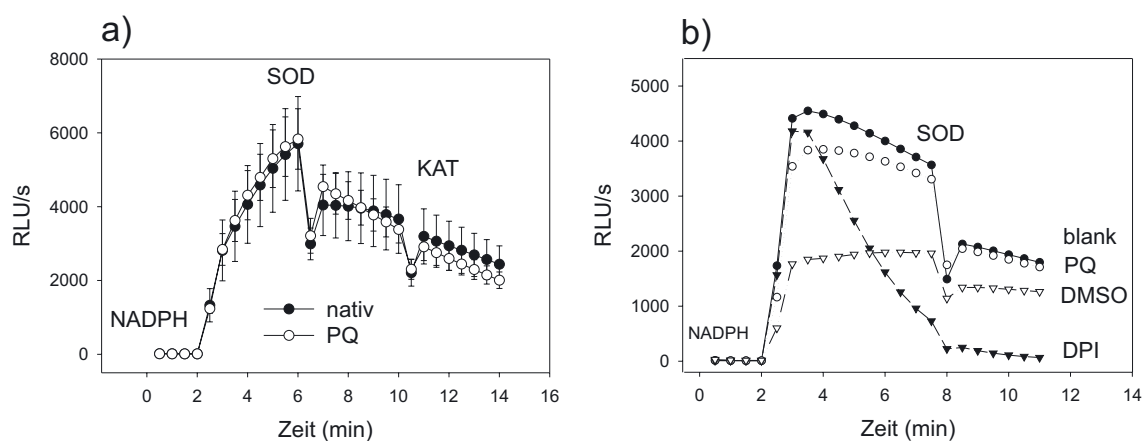 a)
8000
6000
4000
2000
0
RLU/s
SOD
KAT
NADPH
nativ
PQ
0 2 4 6 8 10 12 14 16
Zeit (min)
b)
5000
4000
3000
2000
1000
0
RLU/s
SOD
blank
PQ
DMSO
NADPH
DPI
0 2 4 6 8 10 12 14
Zeit (min)